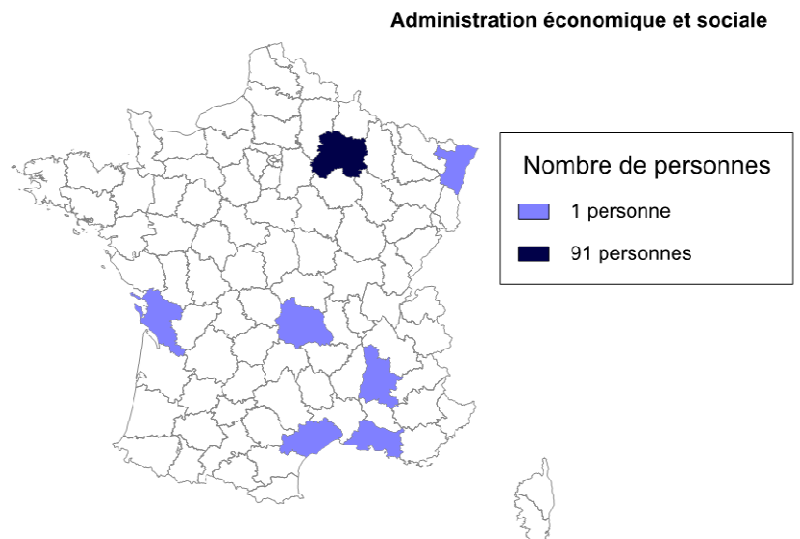 Administration économique et sociale
Nombre de personnes
1 personne
91 personnes